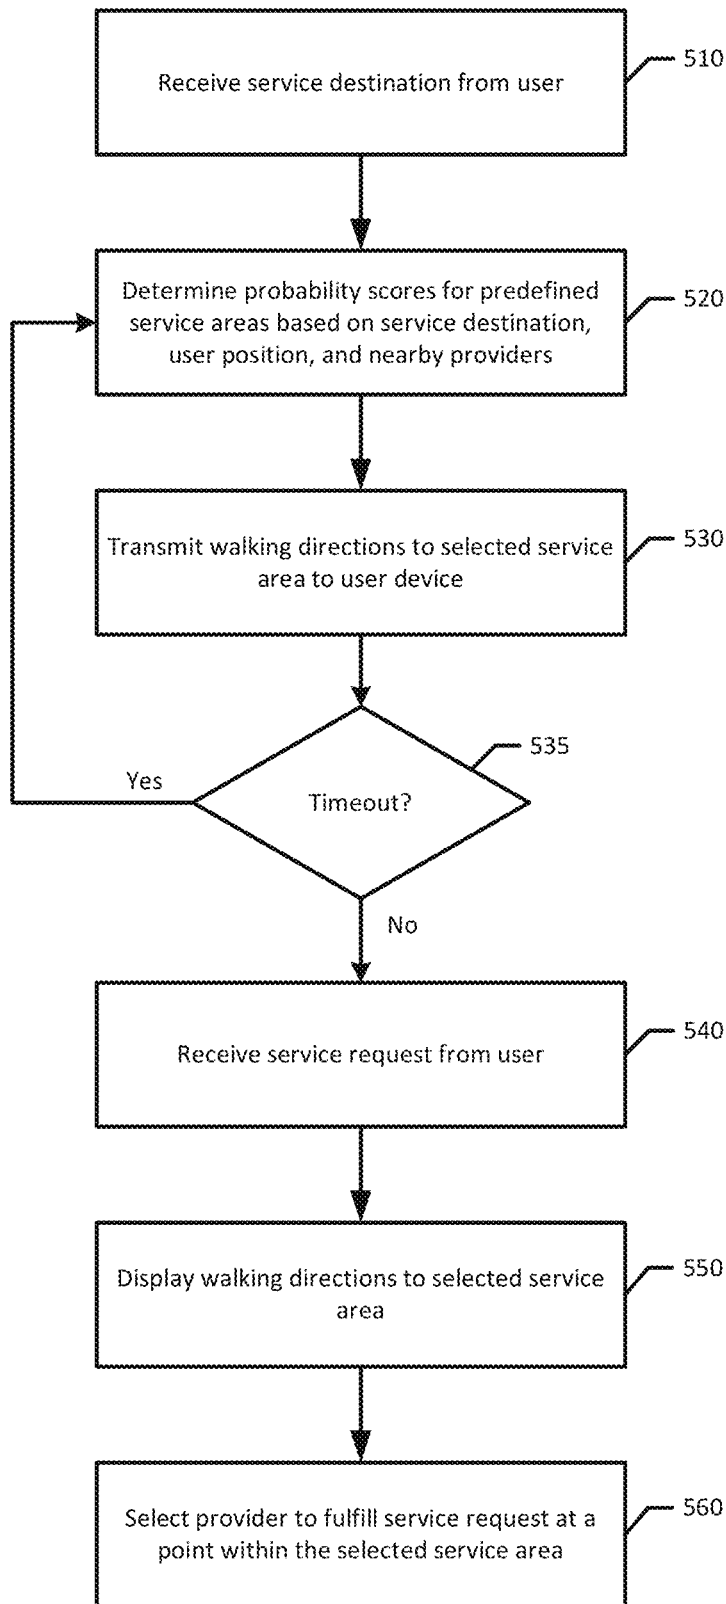 Receive service destination from user
510
Determine probability scores for predefined
service areas based on service destination,
user position, and nearby providers
520
Transmit walking directions to selected service
area to user device
530
Timeout?
535
Yes
No
Receive service request from user
540
Display walking directions to selected service
area
550
Select provider to fulfill service request at a
point within the selected service area
560